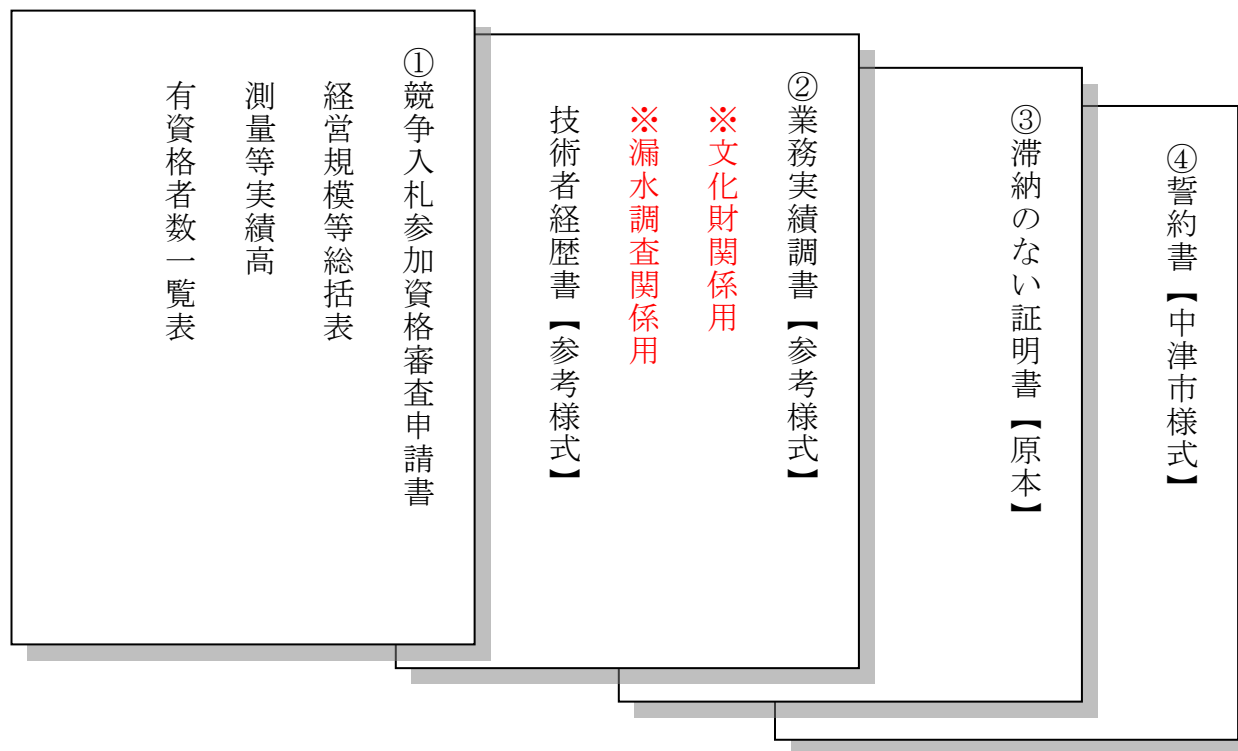 ①競争入札参加資格審査申請書
経営規模等総括表
測量等実績高
有資格者数一覧表
②業務実績調書【参考様式】
※文化財関係用
※漏水調査関係用
技術者経歴書【参考様式】
③滞納のない証明書【原本】
④誓約書【中津市様式】